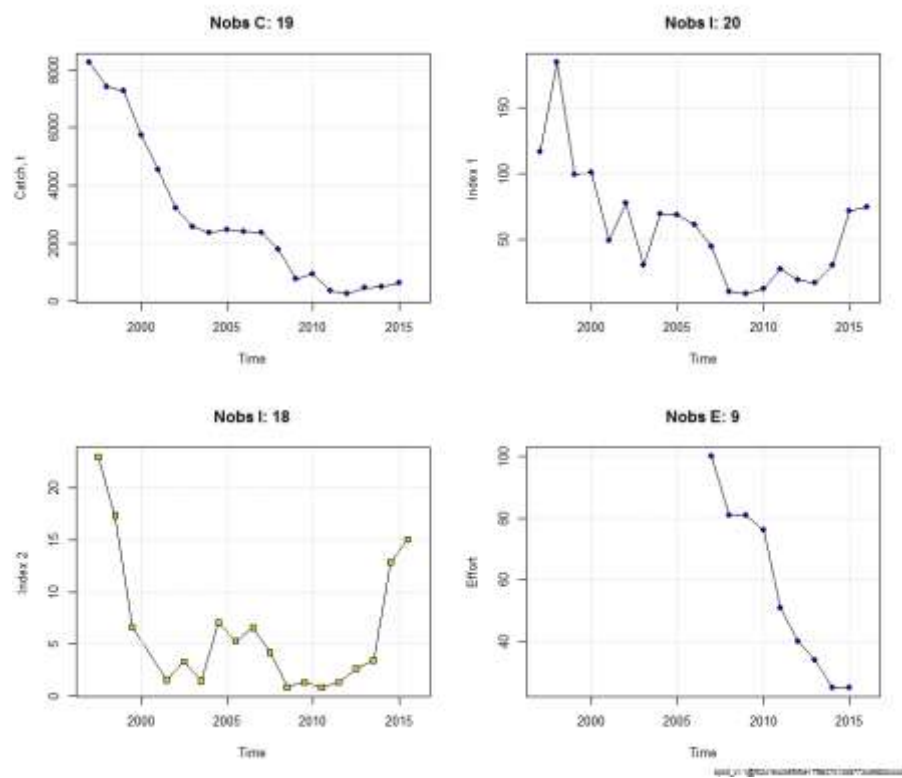 Nobs C: 19
8000
6000
4000
2000
0
Catch, t
2000 2005 2010 2015
Time
Nobs I: 20
150
100
50
Index 1
2000 2005 2010 2015
Time
Nobs I: 18
20
15
10
5
0
Index 2
2000 2005 2010 2015
Time
Nobs E: 9
100
80
60
40
Effort
2000 2005 2010 2015
Time